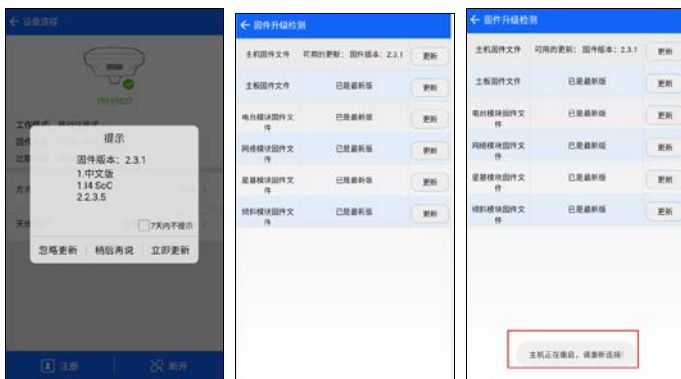 设备连接
提示
固件版本：2.3.1
1.中文版
1.I4 SoC
2.2.3.5
7天内不提示
忽略更新 稍后再说 立即更新
注册 断开
固件升级检测
主机固件文件 可用的更新：固件版本：2.3.1 更新
主板固件文件 已是最新版 更新
电台模块固件文件 已是最新版 更新
网络模块固件文件 已是最新版 更新
星基模块固件文件 已是最新版 更新
倾斜模块固件文件 已是最新版 更新
固件升级检测
主机固件文件 可用的更新：固件版本：2.3.1 更新
主板固件文件 已是最新版 更新
电台模块固件文件 已是最新版 更新
网络模块固件文件 已是最新版 更新
星基模块固件文件 已是最新版 更新
倾斜模块固件文件 已是最新版 更新
主机正在重启，请重新连接!